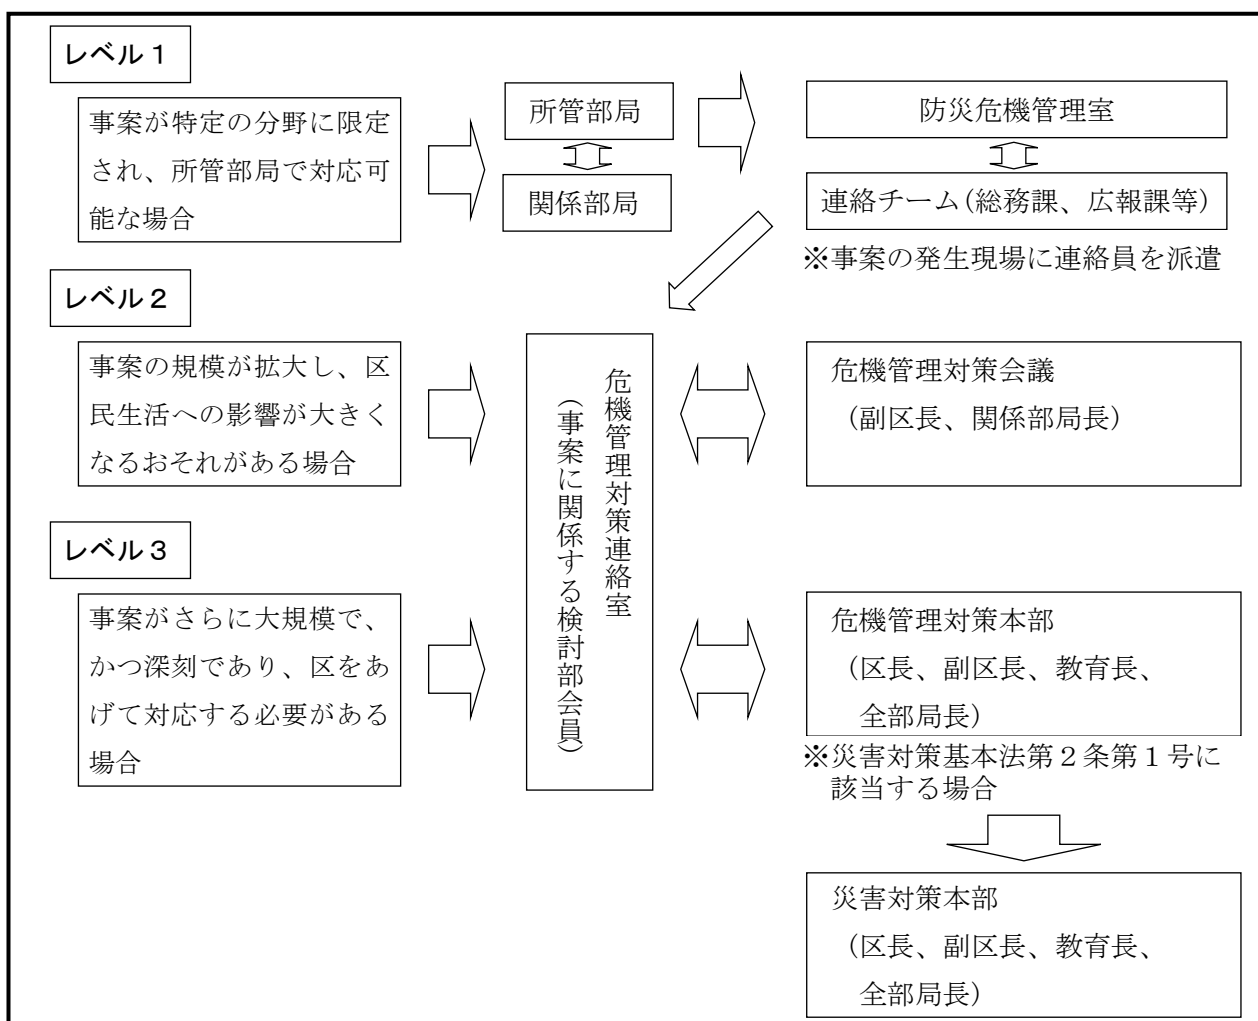 レベル１
事案が特定の分野に限定
され、所管部局で対応可
能な場合
所管部局
関係部局
防災危機管理室
連絡チーム(総務課、広報課等)
※事案の発生現場に連絡員を派遣
レベル２
事案の規模が拡大し、区
民生活への影響が大きく
なるおそれがある場合
危機管理対策連絡室
（事案に関係する検討部会員）
危機管理対策会議
（副区長、関係部局長）
レベル３
事案がさらに大規模で、
かつ深刻であり、区をあ
げて対応する必要がある
場合
危機管理対策本部
（区長、副区長、教育長、
全部局長）
※災害対策基本法第２条第１号に
該当する場合
災害対策本部
（区長、副区長、教育長、
全部局長）